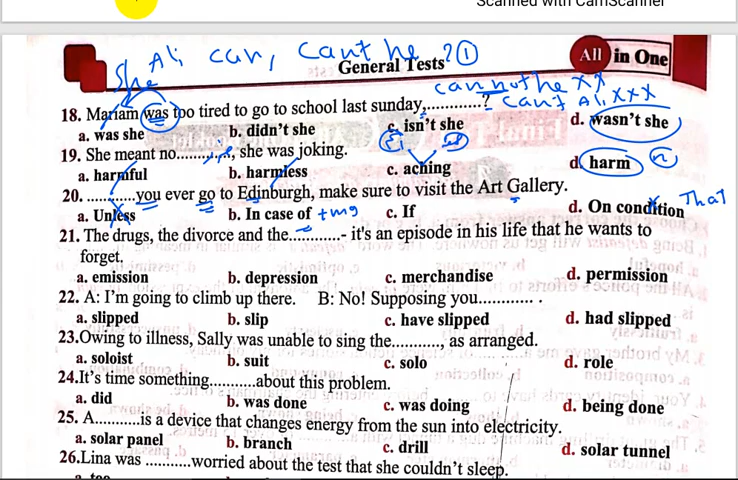 Scanned with CamScanner
Ali can, can't he? ①
General Tests
All in One
She
can not he xx
can't Ali xxx
18. Mariam was too tired to go to school last sunday,............?
a. was she b. didn't she c. isn't she d. wasn't she
19. She meant no..........., she was joking.
a. harmful b. harmless c. aching d. harm
20. ............you ever go to Edinburgh, make sure to visit the Art Gallery.
a. Unless b. In case of + ing c. If d. On condition That
21. The drugs, the divorce and the............- it's an episode in his life that he wants to
forget.
a. emission b. depression c. merchandise d. permission
22. A: I'm going to climb up there. B: No! Supposing you............. .
a. slipped b. slip c. have slipped d. had slipped
23.Owing to illness, Sally was unable to sing the............, as arranged.
a. soloist b. suit c. solo d. role
24.It's time something............about this problem.
a. did b. was done c. was doing d. being done
25. A............is a device that changes energy from the sun into electricity.
a. solar panel b. branch c. drill d. solar tunnel
26.Lina was ...........worried about the test that she couldn't sleep.